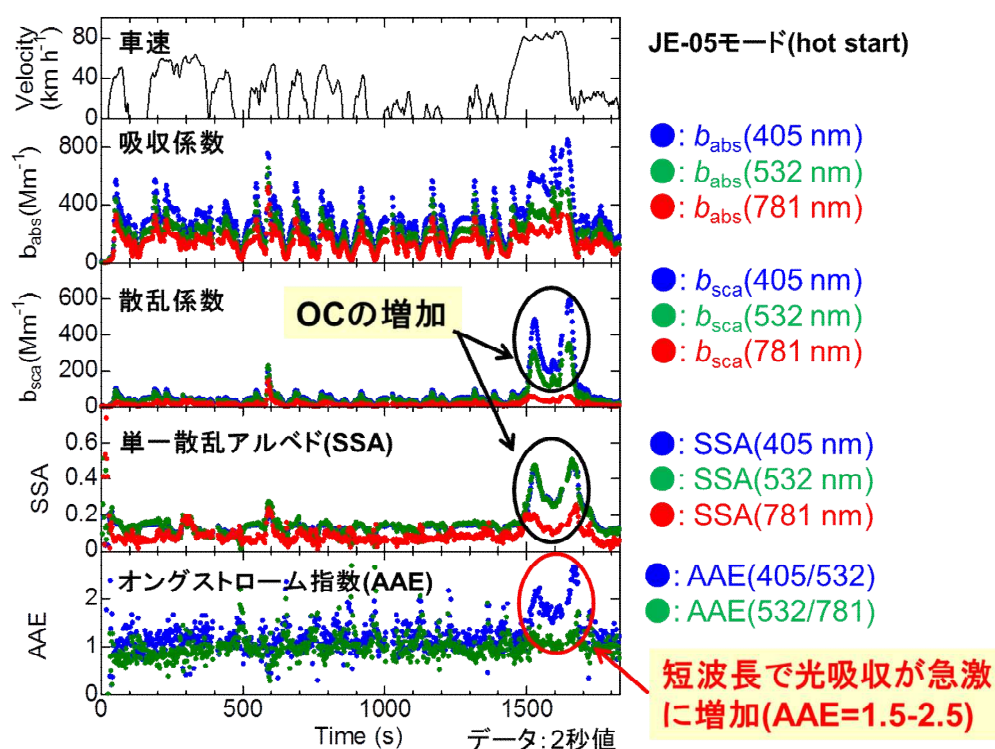 JE-05モード(hot start)
Velocity
(km h⁻¹)
80
40
0
車速
babs(Mm⁻¹)
800
400
0
吸収係数
●: babs(405 nm)
●: babs(532 nm)
●: babs(781 nm)
bsca(Mm⁻¹)
600
400
200
0
散乱係数
OCの増加
●: bsca(405 nm)
●: bsca(532 nm)
●: bsca(781 nm)
SSA
0.6
0.4
0.2
0
単一散乱アルベド(SSA)
●: SSA(405 nm)
●: SSA(532 nm)
●: SSA(781 nm)
AAE
2
1
0
オングストローム指数(AAE)
●: AAE(405/532)
●: AAE(532/781)
短波長で光吸収が急激
に増加(AAE=1.5-2.5)
0 500 1000 1500
Time (s)
データ:2秒値